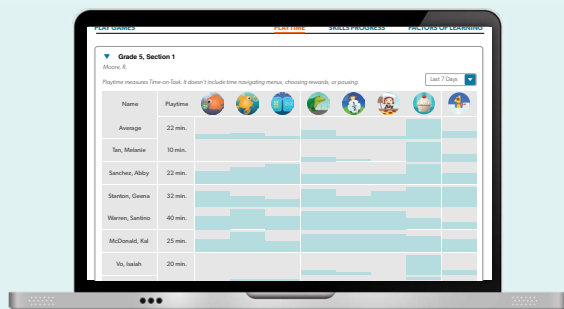 PLAY GAMES PLAYTIME SKILLS PROGRESS FACTORS OF LEARNING
Grade 5, Section 1
Moore, R.
Playtime measures Time-on-Task. It doesn't include time navigating menus, choosing rewards, or pausing.
Last 7 Days
Name Playtime
Average 22 min.
Tan, Melanie 10 min.
Sanchez, Abby 22 min.
Stanton, Geena 32 min.
Warren, Santino 40 min.
McDonald, Kal 25 min.
Vo, Isaiah 20 min.